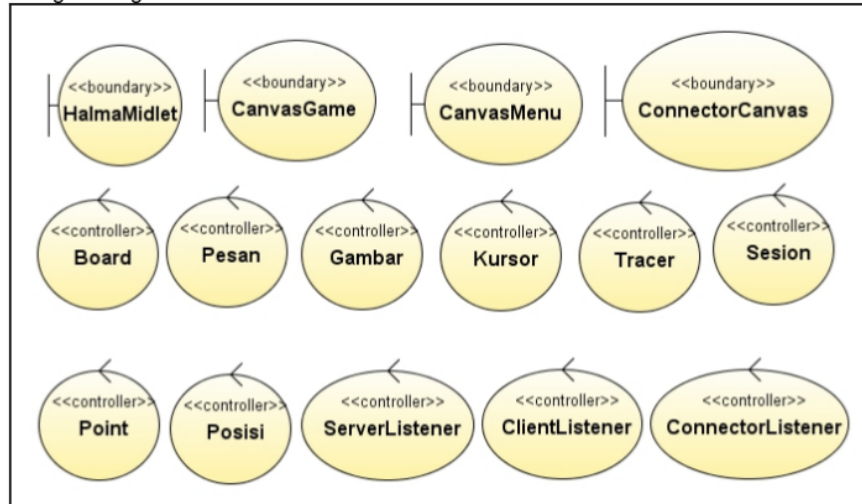 <<boundary>>
HalmaMidlet
<<boundary>>
CanvasGame
<<boundary>>
CanvasMenu
<<boundary>>
ConnectorCanvas
<<controller>>
Board
<<controller>>
Pesan
<<controller>>
Gambar
<<controller>>
Kursor
<<controller>>
Tracer
<<controller>>
Sesion
<<controller>>
Point
<<controller>>
Posisi
<<controller>>
ServerListener
<<controller>>
ClientListener
<<controller>>
ConnectorListener